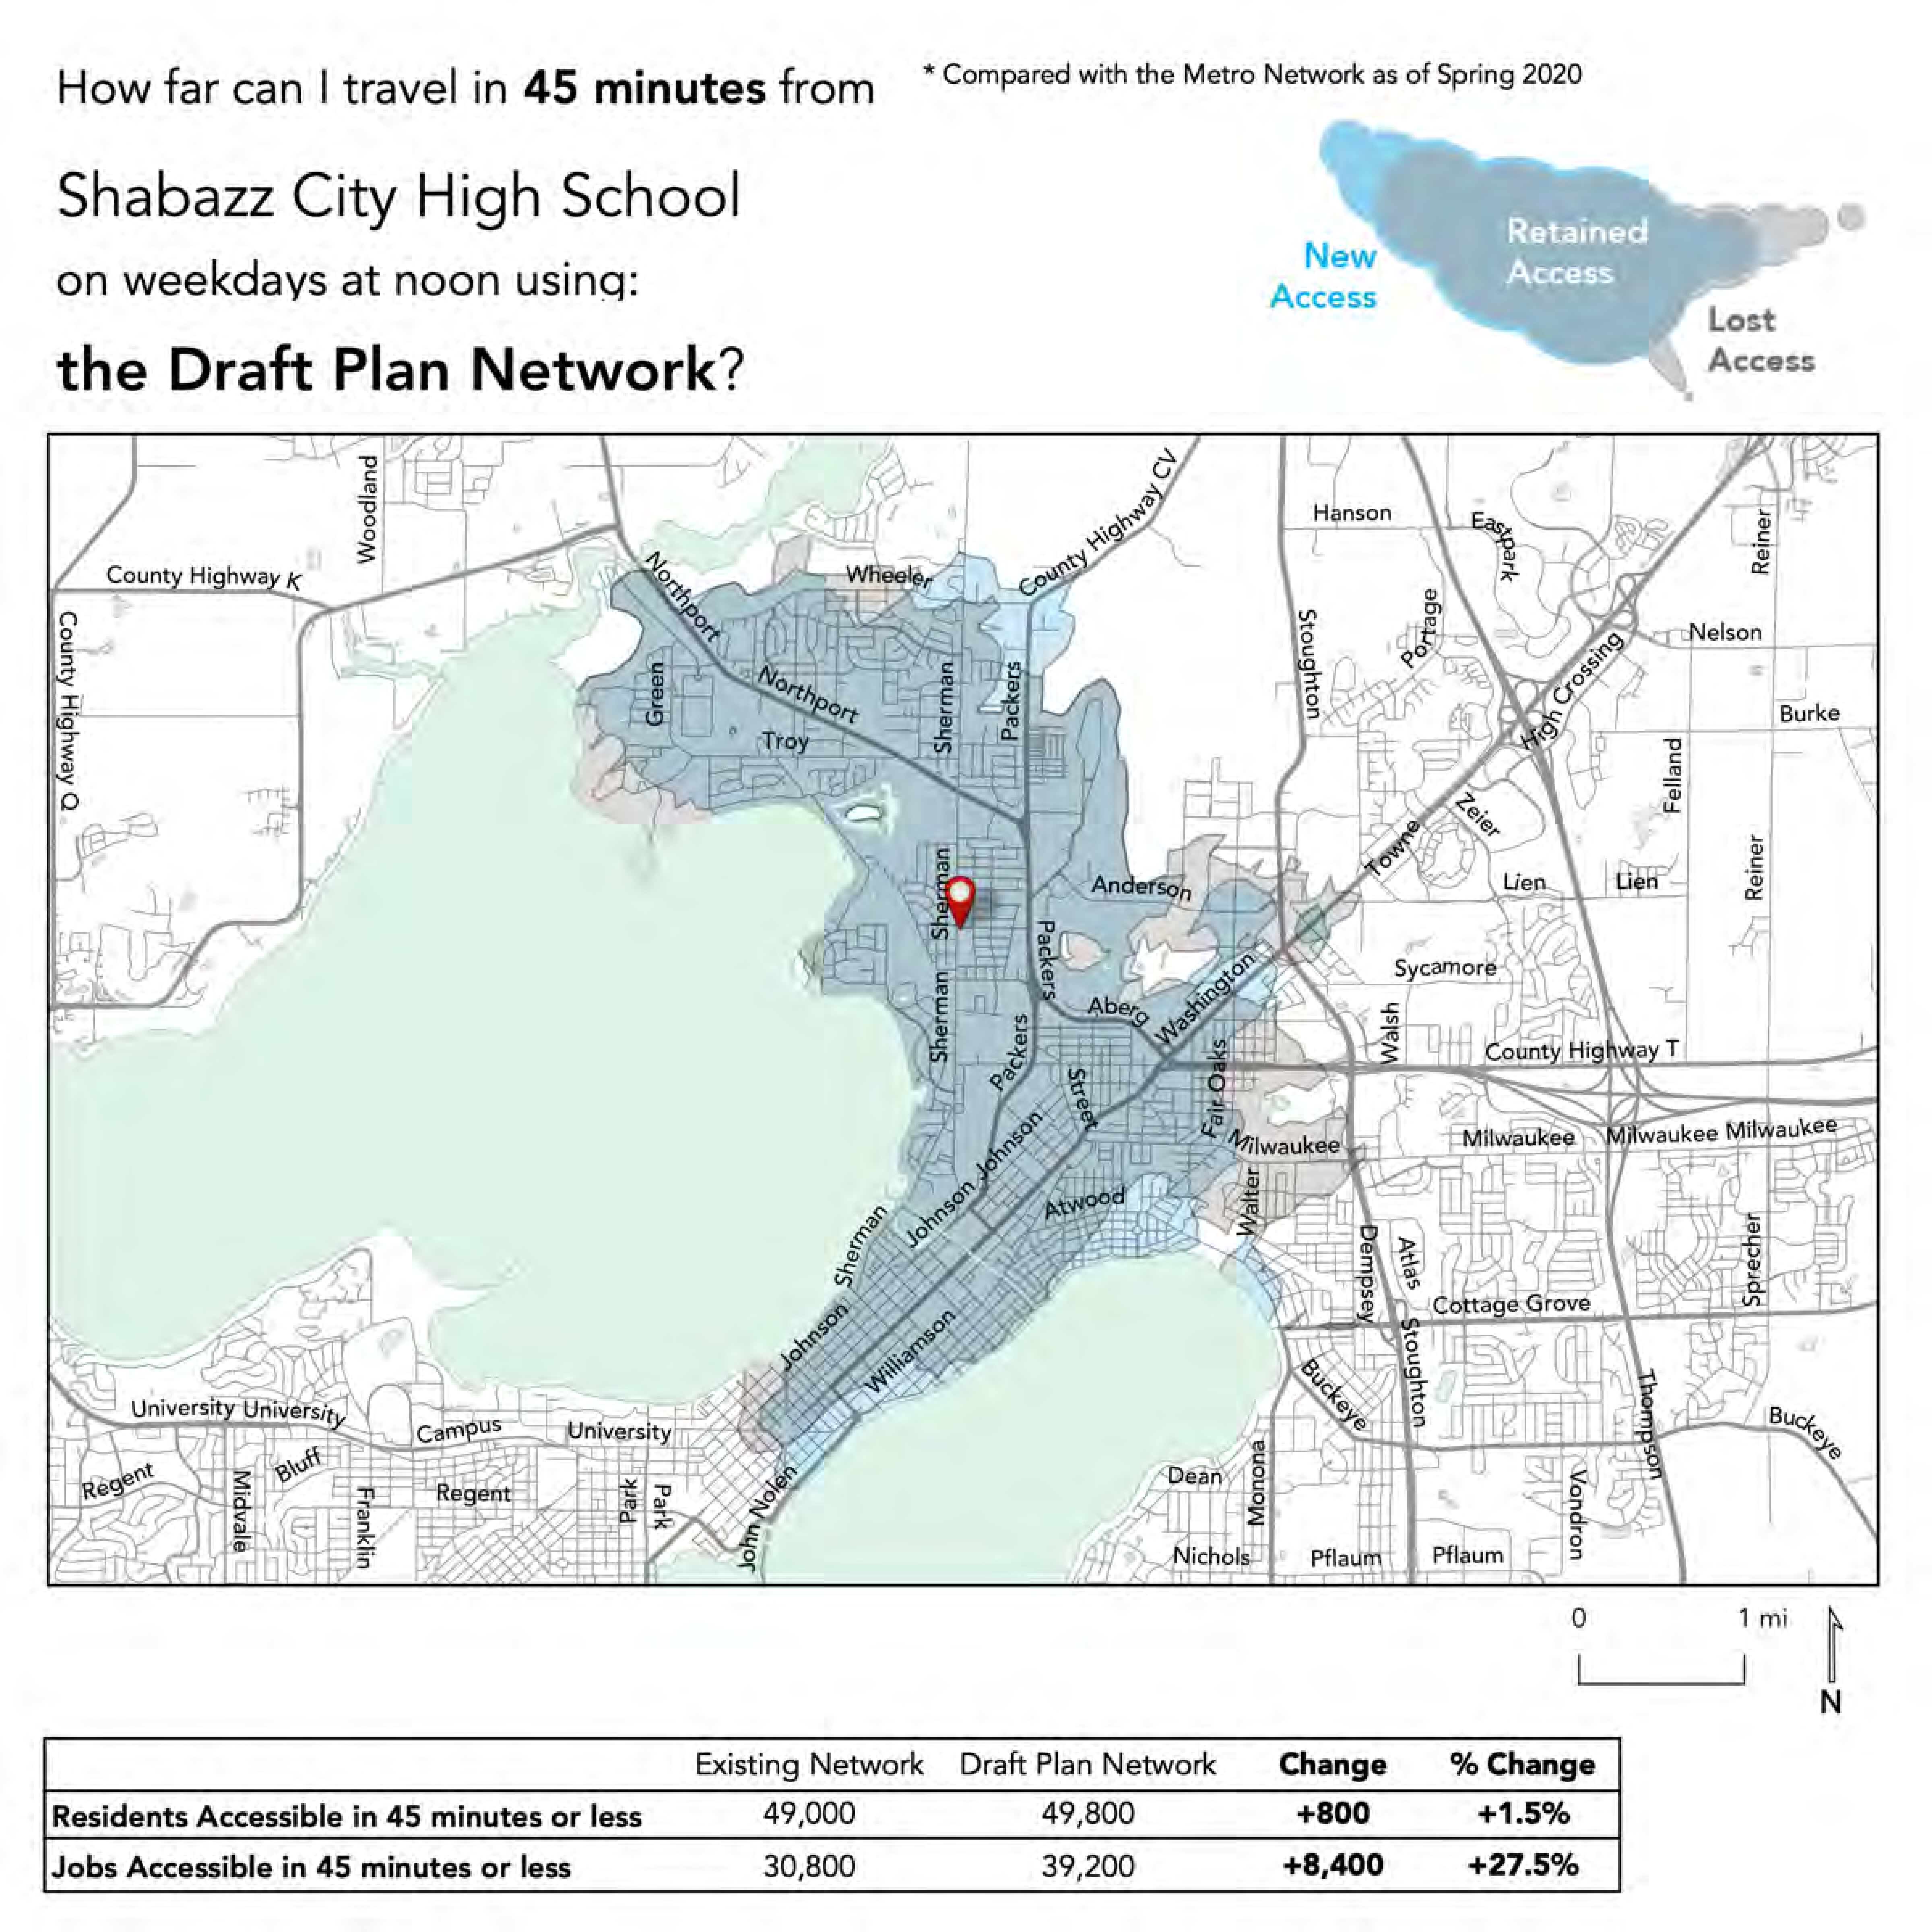 How far can I travel in 45 minutes from
* Compared with the Metro Network as of Spring 2020
Shabazz City High School
on weekdays at noon using:
the Draft Plan Network?
New
Access
Retained
Access
Lost
Access
Woodland
County Highway CV
Hanson
Eastpark
Reiner
County Highway K
Northport
Wheeler
Portage
Nelson
County Highway Q
Stoughton
High Crossing
Green
Northport
Sherman
Packers
Burke
Troy
Felland
Zeier
Towne
Sherman
Anderson
Lien
Lien
Reiner
Packers
Washington
Sycamore
Sherman
Aberg
Walsh
Packers
Street
Fair Oaks
County Highway T
Johnson
Milwaukee
Milwaukee
Milwaukee
Milwaukee
Johnson
Atwood
Walter
Sherman
Dempsey
Atlas
Sprecher
Johnson
Williamson
Cottage Grove
Stoughton
Buckeye
Thompson
Buckeye
University
University
Campus
University
Regent
Midvale
Bluff
Franklin
Regent
Park
Park
John Nolen
Dean
Monona
Vondron
Nichols
Pflaum
Pflaum
0
1 mi
N
Existing Network Draft Plan Network Change % Change
Residents Accessible in 45 minutes or less 49,000 49,800 +800 +1.5%
Jobs Accessible in 45 minutes or less 30,800 39,200 +8,400 +27.5%